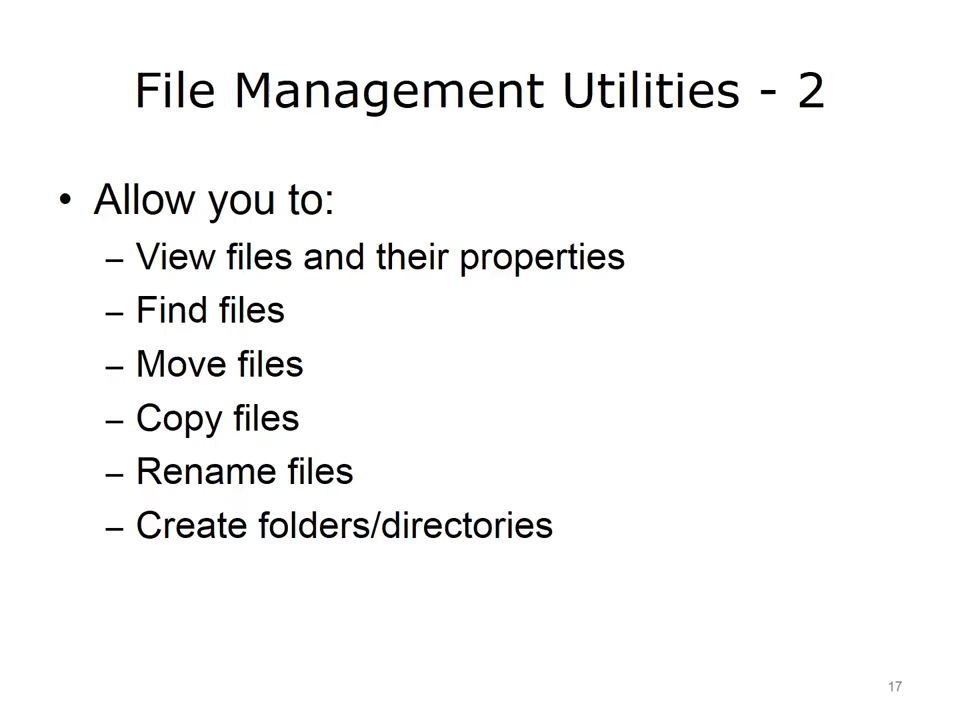 File Management Utilities - 2
• Allow you to:
– View files and their properties
– Find files
– Move files
– Copy files
– Rename files
– Create folders/directories
17